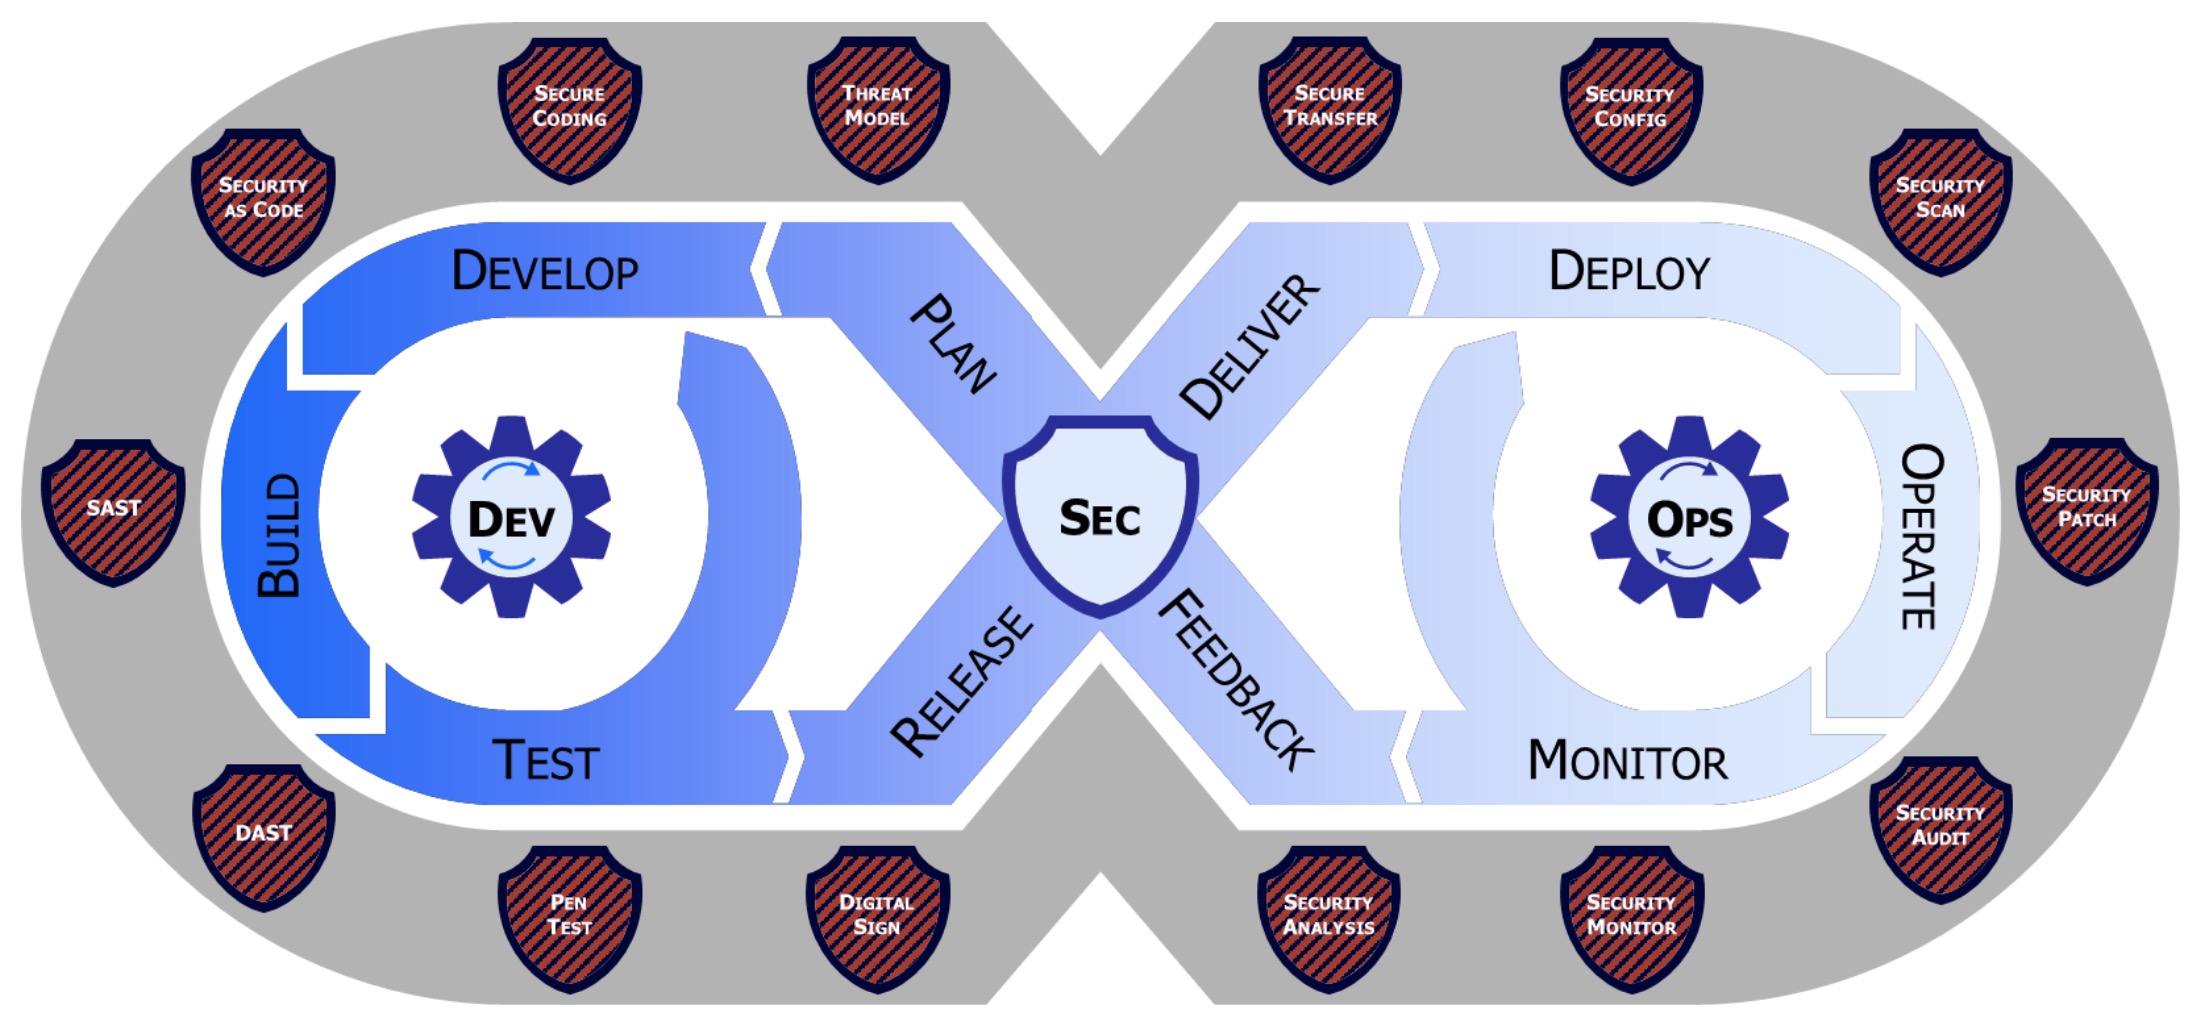 SECURE
CODING
THREAT
MODEL
SECURE
TRANSFER
SECURITY
CONFIG
SECURITY
AS CODE
SECURITY
SCAN
DEVELOP
PLAN
DELIVER
DEPLOY
SAST
BUILD
DEV
SEC
OPS
OPERATE
SECURITY
PATCH
TEST
RELEASE
FEEDBACK
MONITOR
DAST
SECURITY
AUDIT
PEN
TEST
DIGITAL
SIGN
SECURITY
ANALYSIS
SECURITY
MONITOR